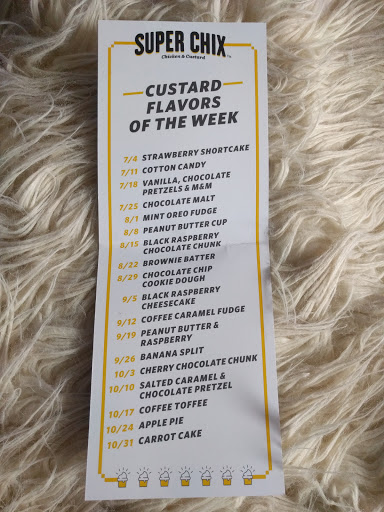 SUPER CHIX
Chicken & Custard
CUSTARD
FLAVORS
OF THE WEEK
7/4 STRAWBERRY SHORTCAKE
7/11 COTTON CANDY
7/18 VANILLA, CHOCOLATE
PRETZELS & M&M
7/25 CHOCOLATE MALT
8/1 MINT OREO FUDGE
8/8 PEANUT BUTTER CUP
8/15 BLACK RASPBERRY
CHOCOLATE CHUNK
8/22 BROWNIE BATTER
8/29 CHOCOLATE CHIP
COOKIE DOUGH
9/5 BLACK RASPBERRY
CHEESECAKE
9/12 COFFEE CARAMEL FUDGE
9/19 PEANUT BUTTER &
RASPBERRY
9/26 BANANA SPLIT
10/3 CHERRY CHOCOLATE CHUNK
10/10 SALTED CARAMEL &
CHOCOLATE PRETZEL
10/17 COFFEE TOFFEE
10/24 APPLE PIE
10/31 CARROT CAKE